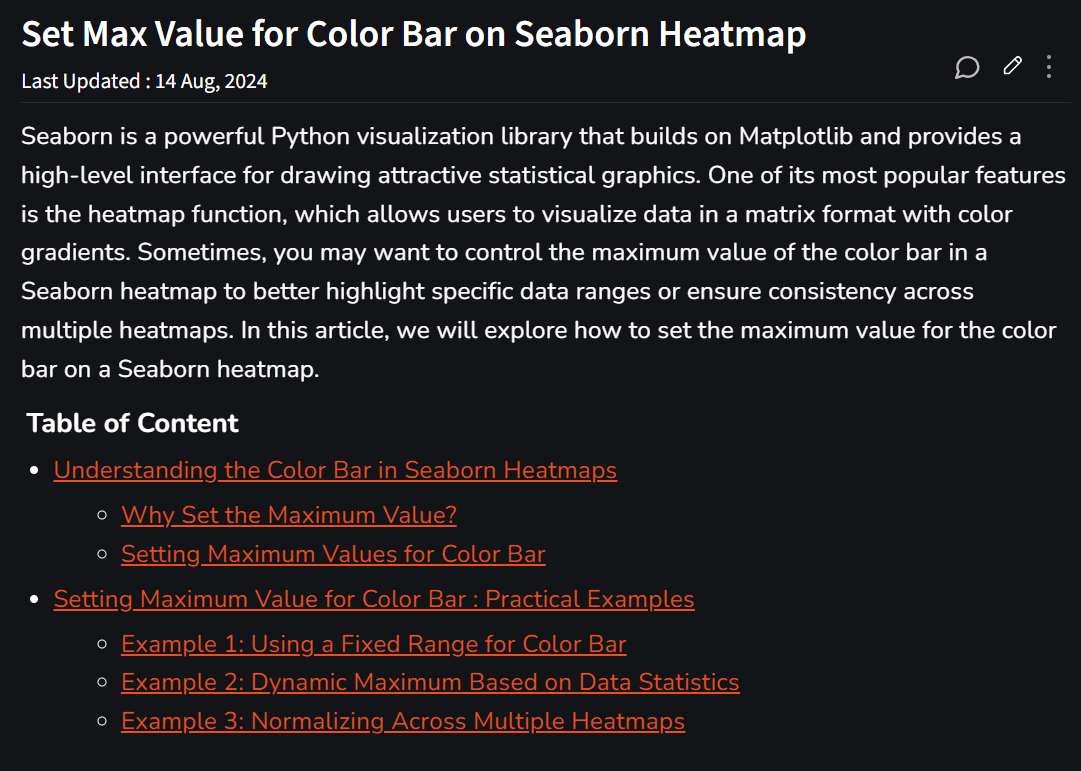 Set Max Value for Color Bar on Seaborn Heatmap
Last Updated : 14 Aug, 2024
Seaborn is a powerful Python visualization library that builds on Matplotlib and provides a
high-level interface for drawing attractive statistical graphics. One of its most popular features
is the heatmap function, which allows users to visualize data in a matrix format with color
gradients. Sometimes, you may want to control the maximum value of the color bar in a
Seaborn heatmap to better highlight specific data ranges or ensure consistency across
multiple heatmaps. In this article, we will explore how to set the maximum value for the color
bar on a Seaborn heatmap.
Table of Content
Understanding the Color Bar in Seaborn Heatmaps
Why Set the Maximum Value?
Setting Maximum Values for Color Bar
Setting Maximum Value for Color Bar : Practical Examples
Example 1: Using a Fixed Range for Color Bar
Example 2: Dynamic Maximum Based on Data Statistics
Example 3: Normalizing Across Multiple Heatmaps